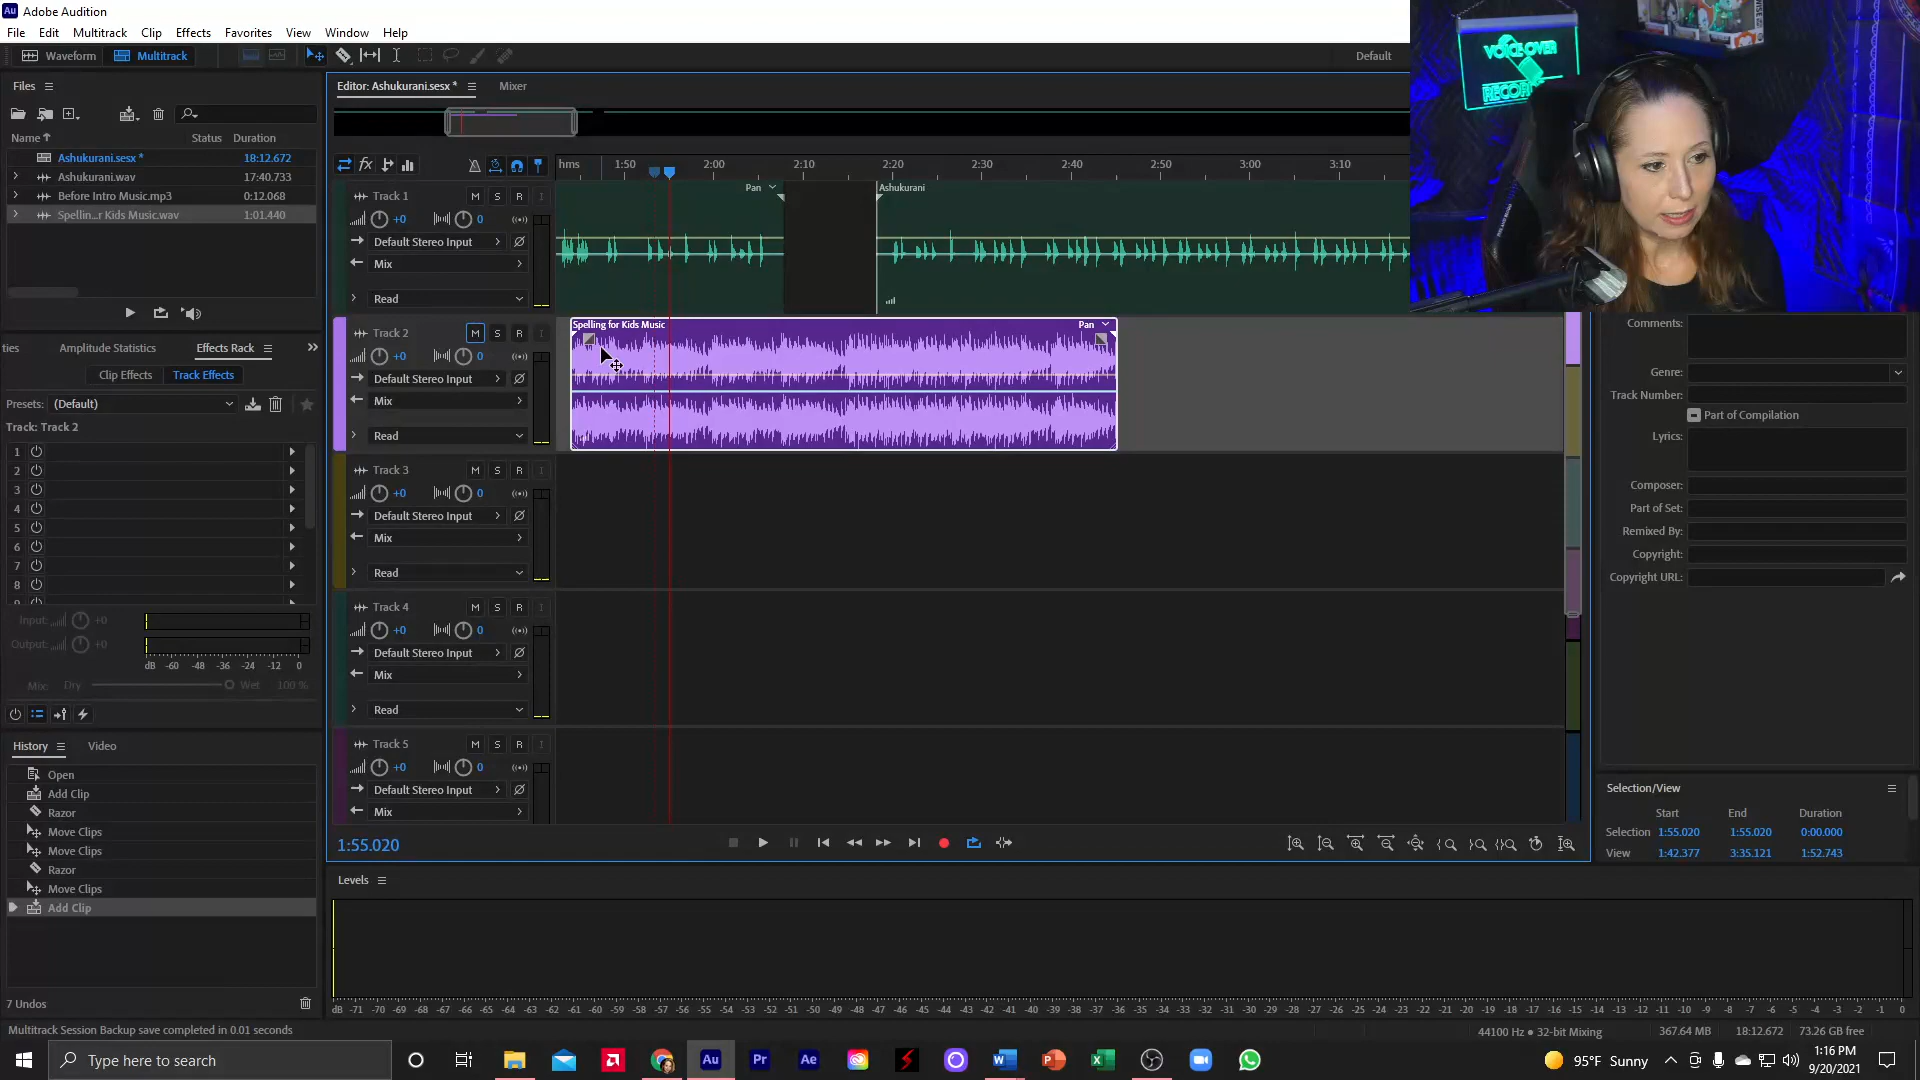 Adobe Audition
File Edit Multitrack Clip Effects Favorites View Window Help
Waveform Multitrack Default
VOICE OVER
RECOR
Files
Editor: Ashukurani.sesx * Mixer
Name Status Duration
Ashukurani.sesx * 18:12.672
Ashukurani.wav 17:40.733
Before Intro Music.mp3 0:12.068
Spellin...r Kids Music.wav 1:01.440
hms 1:50 2:00 2:10 2:20 2:30 2:40 2:50 3:00 3:10
Track 1 M S R I
+0 0
Default Stereo Input
Mix
Read
Pan Ashukurani
Track 2 M S R I
+0 0
Default Stereo Input
Mix
Read
Spelling for Kids Music Pan
Track 3 M S R I
+0 0
Default Stereo Input
Mix
Read
Track 4 M S R I
+0 0
Default Stereo Input
Mix
Read
Track 5 M S R I
+0 0
Default Stereo Input
Mix
ties Amplitude Statistics Effects Rack
Clip Effects Track Effects
Presets: (Default)
Track: Track 2
1
2
3
4
5
6
7
8
Input: +0
Output: +0
dB -60 -48 -36 -24 -12 0
Mix: Dry Wet 100 %
History Video
Open
Add Clip
Razor
Move Clips
Move Clips
Razor
Move Clips
Add Clip
7 Undos
Multitrack Session Backup save completed in 0.01 seconds
1:55.020
Levels
dB -71 -70 -69 -68 -67 -66 -65 -64 -63 -62 -61 -60 -59 -58 -57 -56 -55 -54 -53 -52 -51 -50 -49 -48 -47 -46 -45 -44 -43 -42 -41 -40 -39 -38 -37 -36 -35 -34 -33 -32 -31 -30 -29 -28 -27 -26 -25 -24 -23 -22 -21 -20 -19 -18 -17 -16 -15 -14 -13 -12 -11 -10 -9 -8 -7 -6 -5 -4 -3 -2 -1 0
Comments:
Genre:
Track Number:
Part of Compilation
Lyrics:
Composer:
Part of Set:
Remixed By:
Copyright:
Copyright URL:
Selection/View
Start End Duration
Selection 1:55.020 1:55.020 0:00.000
View 1:42.377 3:35.121 1:52.743
44100 Hz ● 32-bit Mixing 367.64 MB 18:12.672 73.26 GB free
Type here to search
Au Pr Ae
95°F Sunny
1:16 PM
9/20/2021